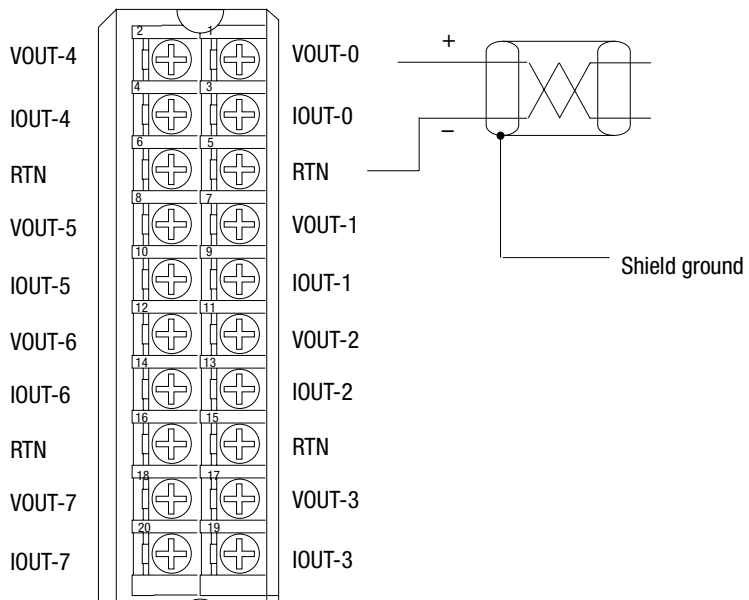 2 1
VOUT-4 VOUT-0 +
4 3
IOUT-4 IOUT-0 –
6 5
RTN RTN
8 7
VOUT-5 VOUT-1
10 9
Shield ground
IOUT-5 IOUT-1
12 11
VOUT-6 VOUT-2
14 13
IOUT-6 IOUT-2
16 15
RTN RTN
18 17
VOUT-7 VOUT-3
20 19
IOUT-7 IOUT-3